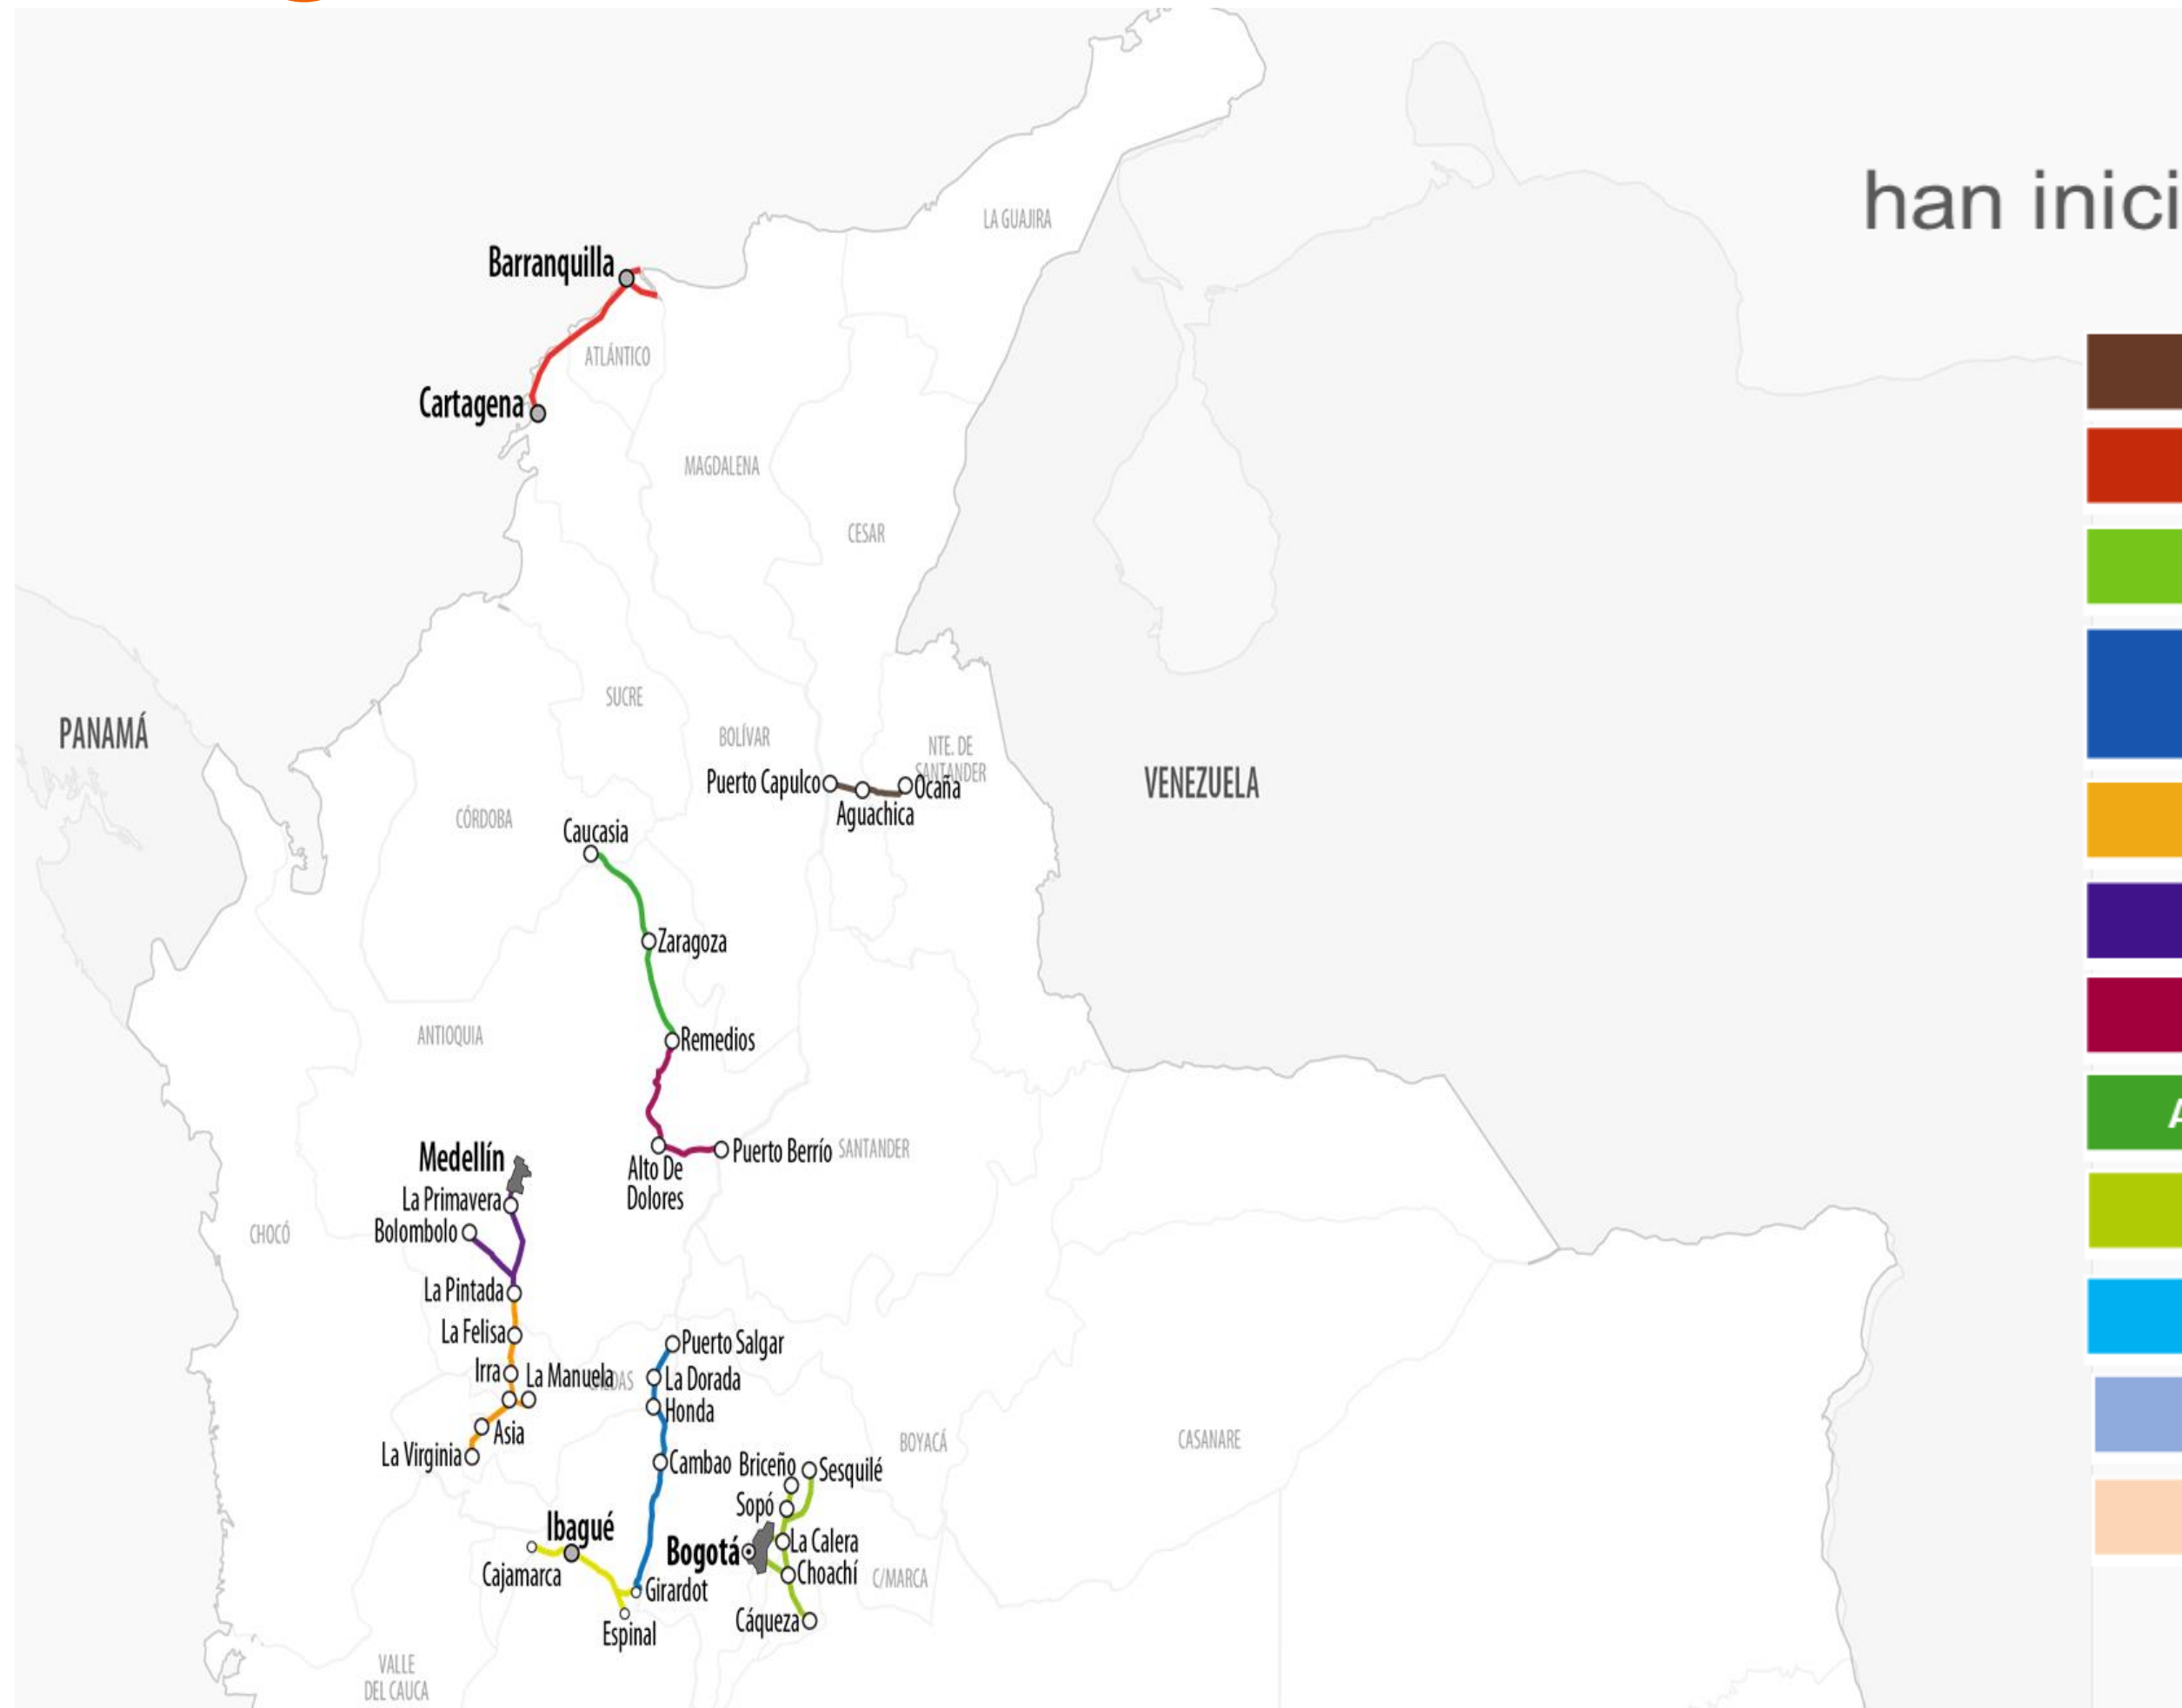 han inici
LA GUAJIRA
Barranquilla
ATLÁNTICO
Cartagena
MAGDALENA
CESAR
SUCRE
PANAMÁ
BOLÍVAR
NTE. DE
SANTANDER
VENEZUELA
Puerto Capulco
Ocaña
Aguachica
CÓRDOBA
Caucasia
Zaragoza
ANTIOQUIA
Remedios
A
Medellín
Puerto Berrío
SANTANDER
Alto De
Dolores
La Primavera
Bolombolo
CHOCÓ
La Pintada
La Felisa
Puerto Salgar
Irra
La Manuela
La Dorada
Honda
Asia
BOYACÁ
CASANARE
La Virginia
Cambao
Briceño
Sesquilé
Sopó
Ibagué
La Calera
Bogotá
Cajamarca
Choachí
C/MARCA
Girardot
Cáqueza
Espinal
VALLE
DEL CAUCA